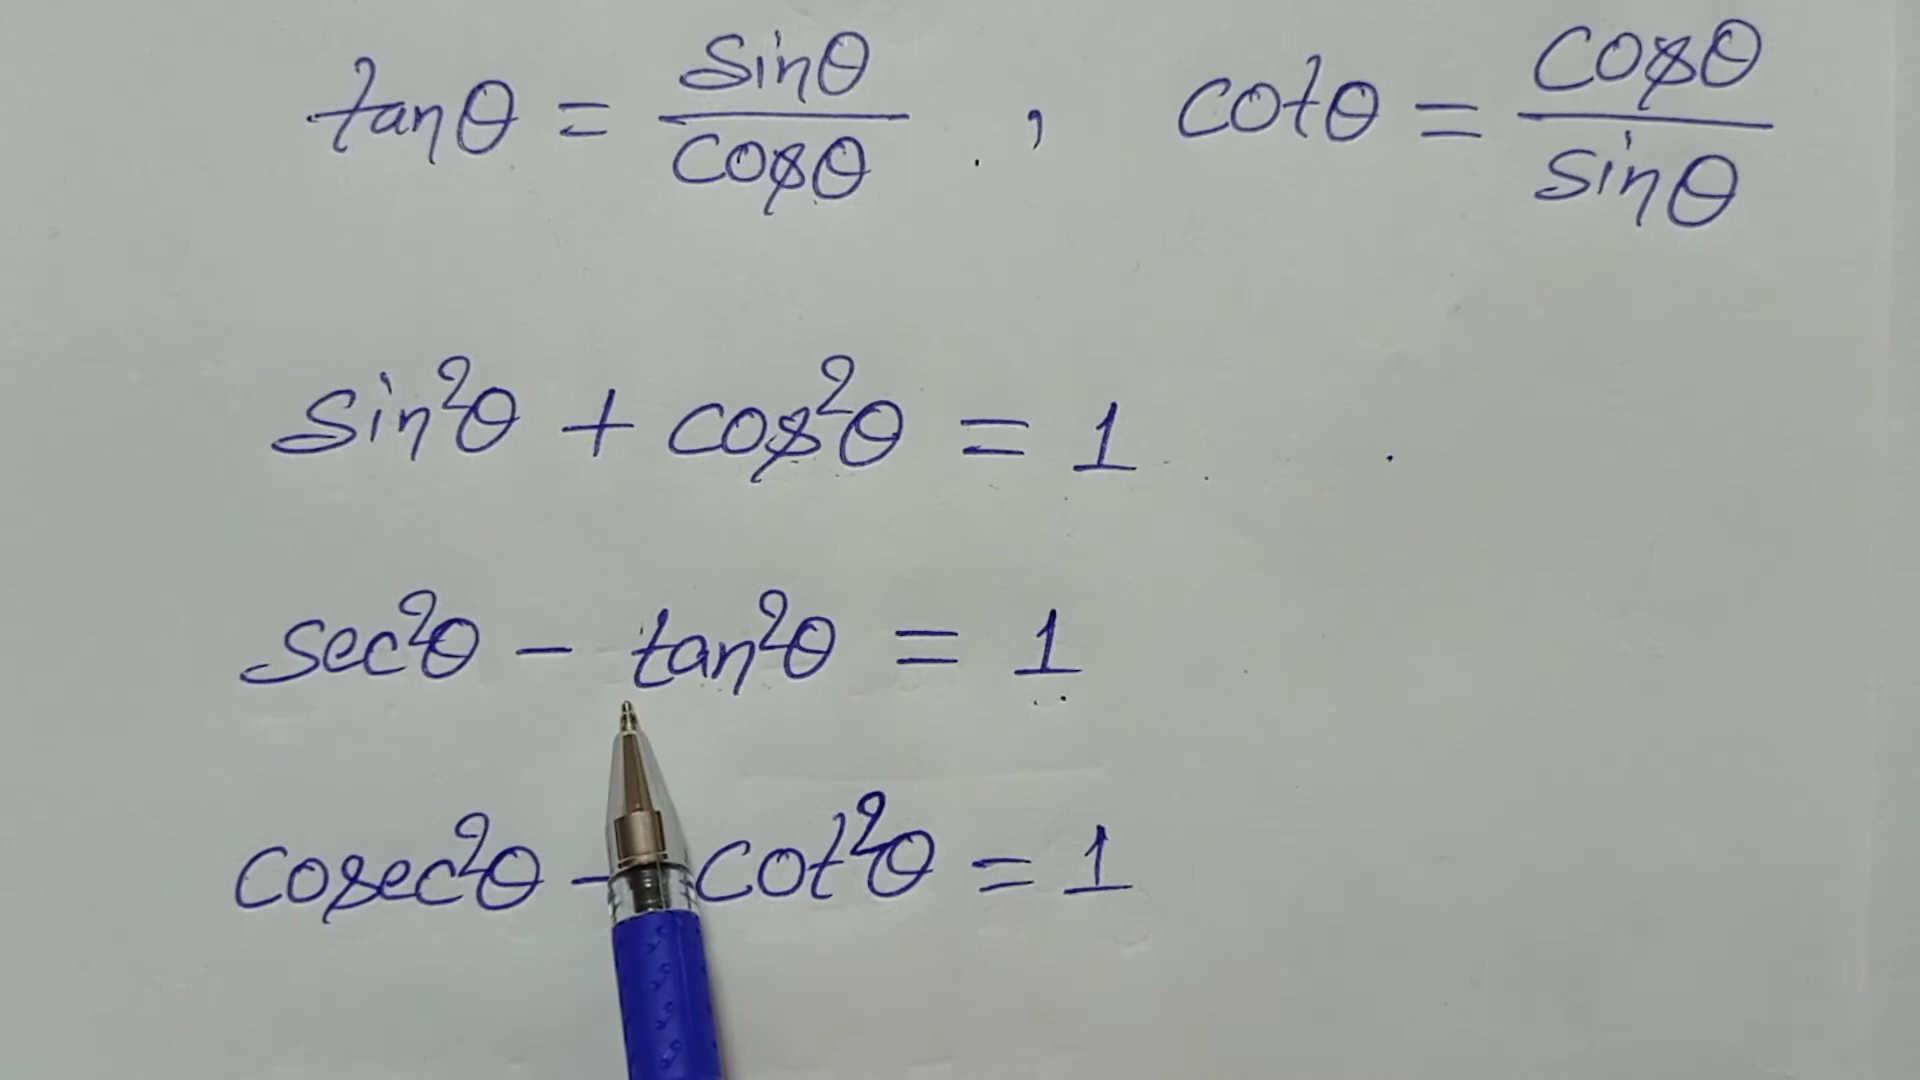 tanθ = sinθ/cosθ , cotθ = cosθ/sinθ
sin²θ + cos²θ = 1
sec²θ - tan²θ = 1
cosec²θ - cot²θ = 1